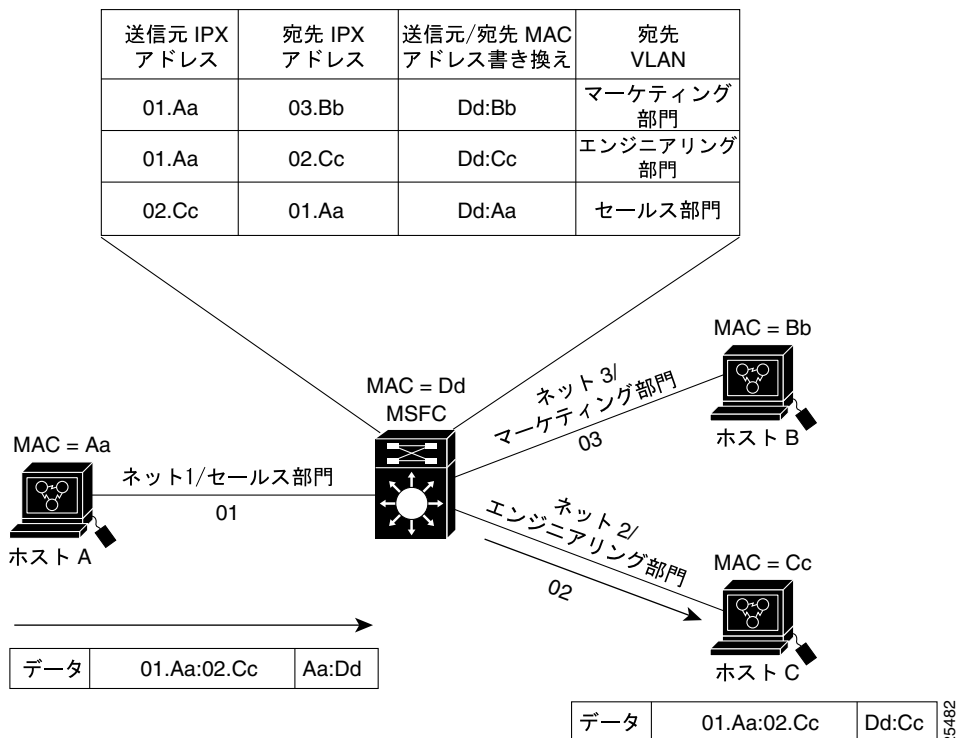 送信元 IPX
アドレス
宛先 IPX
アドレス
送信元/宛先 MAC
アドレス書き換え
宛先
VLAN
01.Aa
03.Bb
Dd:Bb
マーケティング
部門
01.Aa
02.Cc
Dd:Cc
エンジニアリング
部門
02.Cc
01.Aa
Dd:Aa
セールス部門
MAC = Bb
MAC = Dd
MSFC
ネット 3/
マーケティング部門
03
ホスト B
MAC = Aa
ネット1/セールス部門
01
ホスト A
ネット 2/
エンジニアリング部門
02
MAC = Cc
ホスト C
データ
01.Aa:02.Cc
Aa:Dd
データ
01.Aa:02.Cc
Dd:Cc